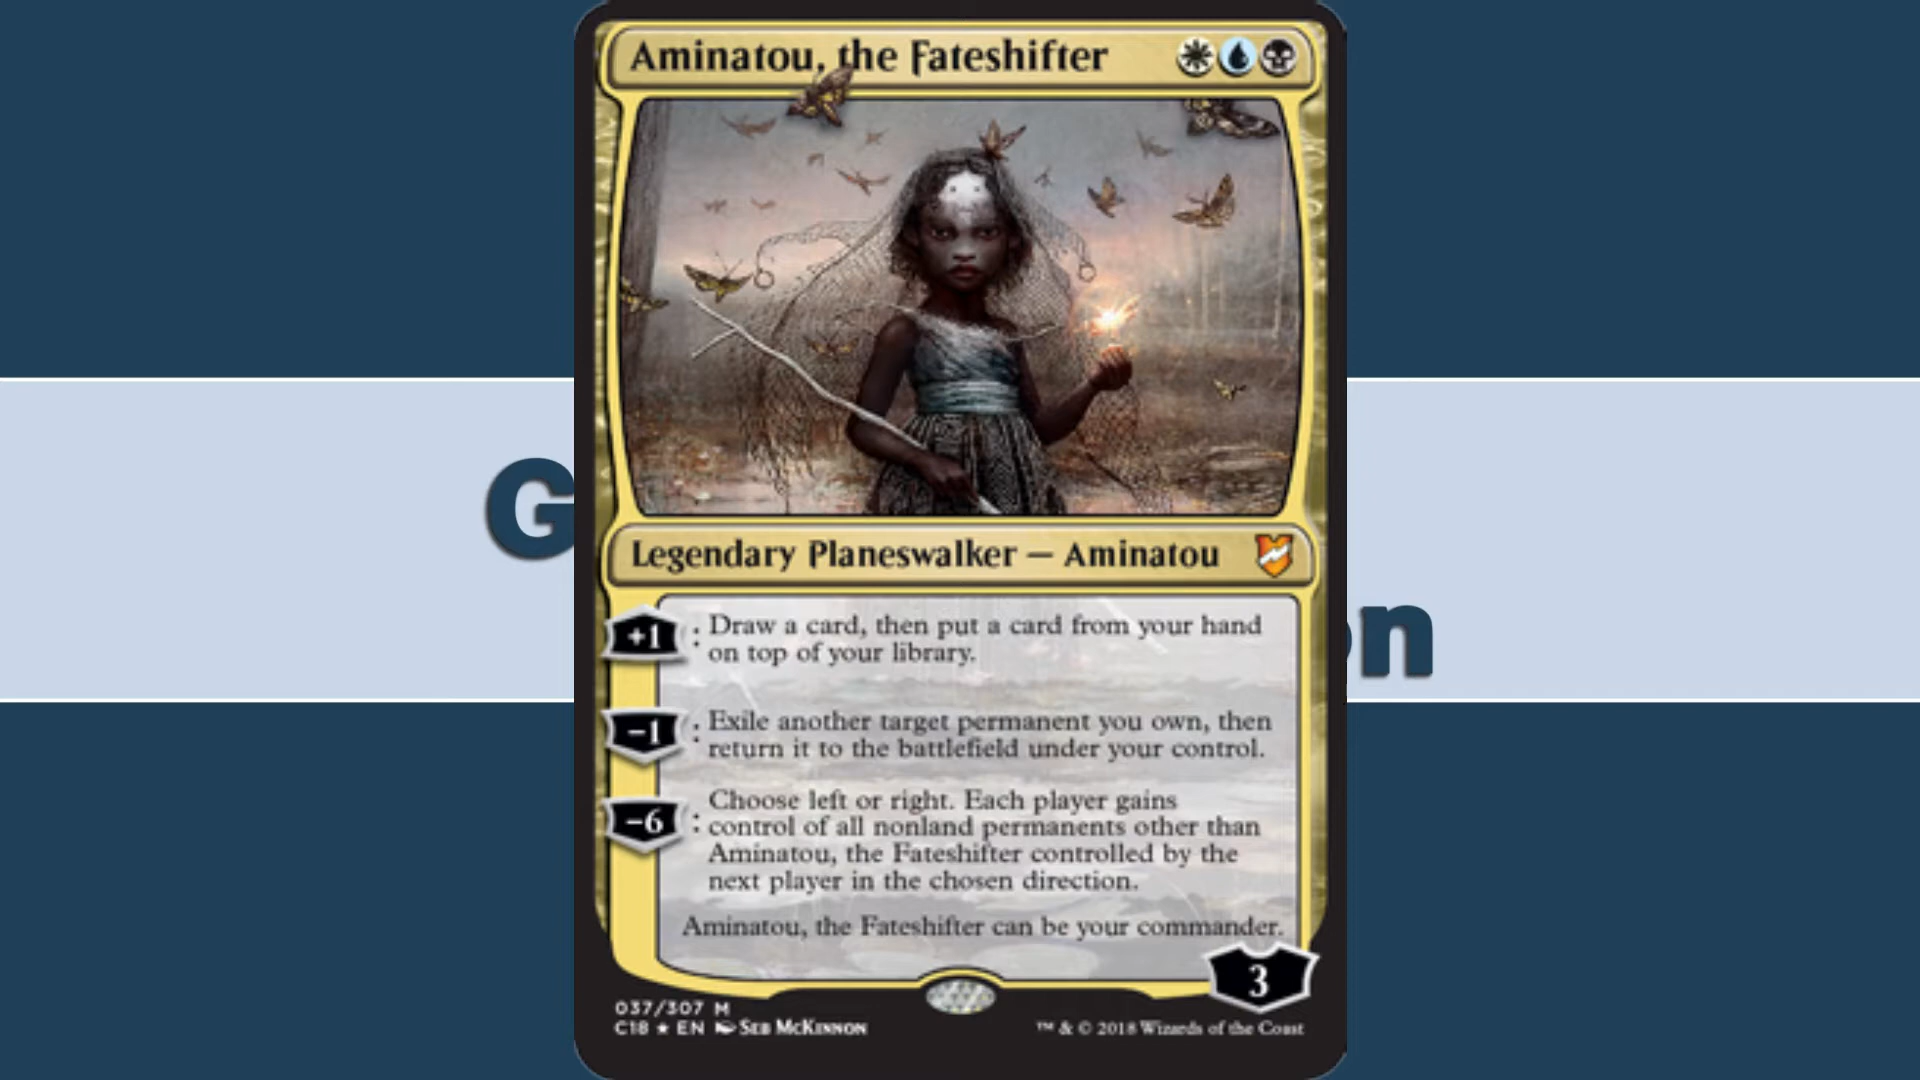 Aminatou, the Fateshifter
G
on
Legendary Planeswalker — Aminatou
+1 : Draw a card, then put a card from your hand
on top of your library.
−1 : Exile another target permanent you own, then
return it to the battlefield under your control.
−6 : Choose left or right. Each player gains
control of all nonland permanents other than
Aminatou, the Fateshifter controlled by the
next player in the chosen direction.
Aminatou, the Fateshifter can be your commander.
3
037/307 M
C18 ★ EN Seb McKinnon
™ & © 2018 Wizards of the Coast